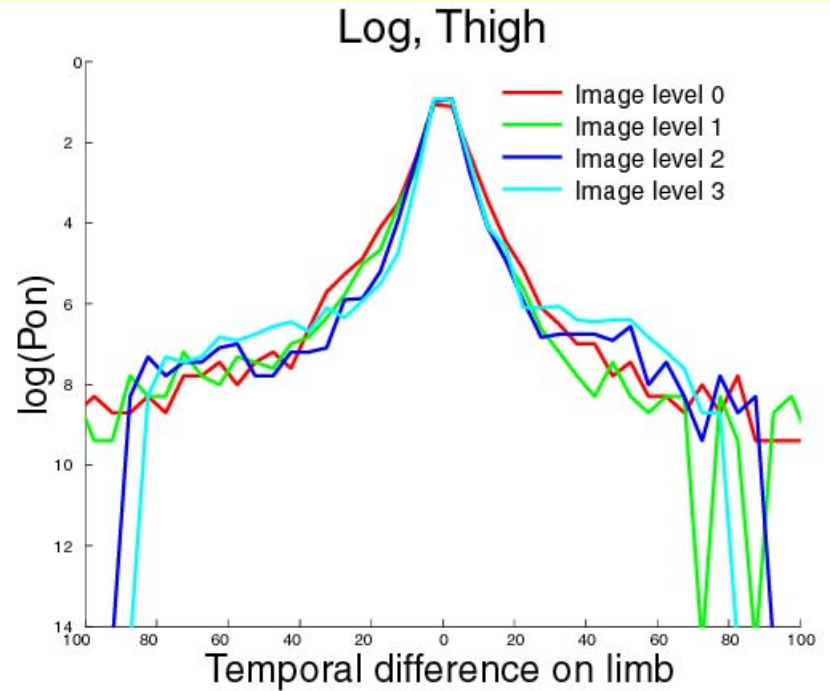 Log, Thigh
Image level 0
Image level 1
Image level 2
Image level 3
log(Pon)
0
2
4
6
8
10
12
14
100 80 60 40 20 0 20 40 60 80 100
Temporal difference on limb